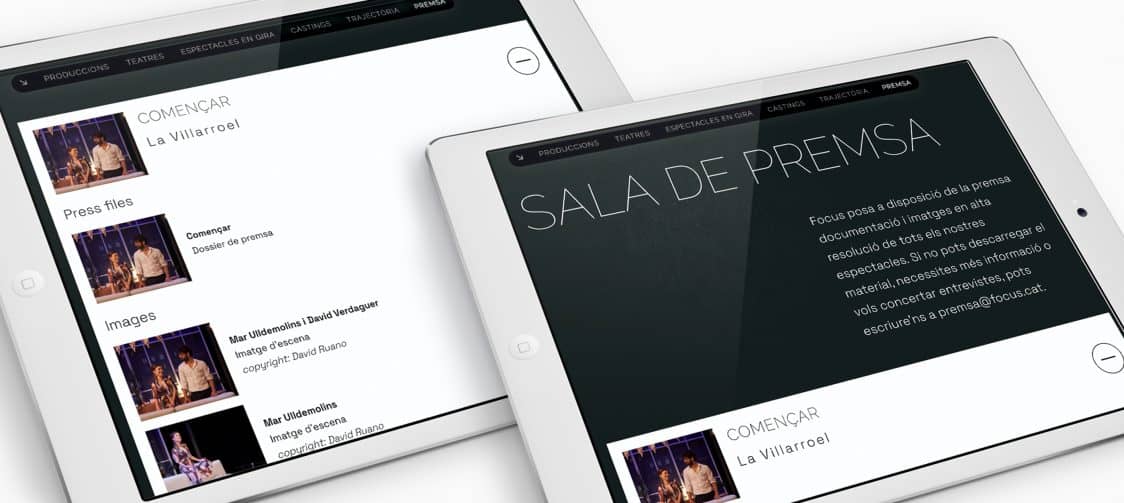 PRODUCCIONS TEATRES ESPECTACLES EN GIRA CASTINGS TRAJECTÒRIA PREMSA
COMENÇAR
La Villarroel
Press files
Començar
Dossier de premsa
Images
Mar Ulldemolins i David Verdaguer
Imatge d'escena
copyright: David Ruano
Mar Ulldemolins
Imatge d'escena
copyright: David Ruano
PRODUCCIONS TEATRES ESPECTACLES EN GIRA CASTINGS TRAJECTÒRIA PREMSA
SALA DE PREMSA
Focus posa a disposició de la premsa
documentació i imatges en alta
resolució de tots els nostres
espectacles. Si no pots descarregar el
material, necessites més informació o
vols concertar entrevistes, pots
escriure'ns a premsa@focus.cat.
COMENÇAR
La Villarroel